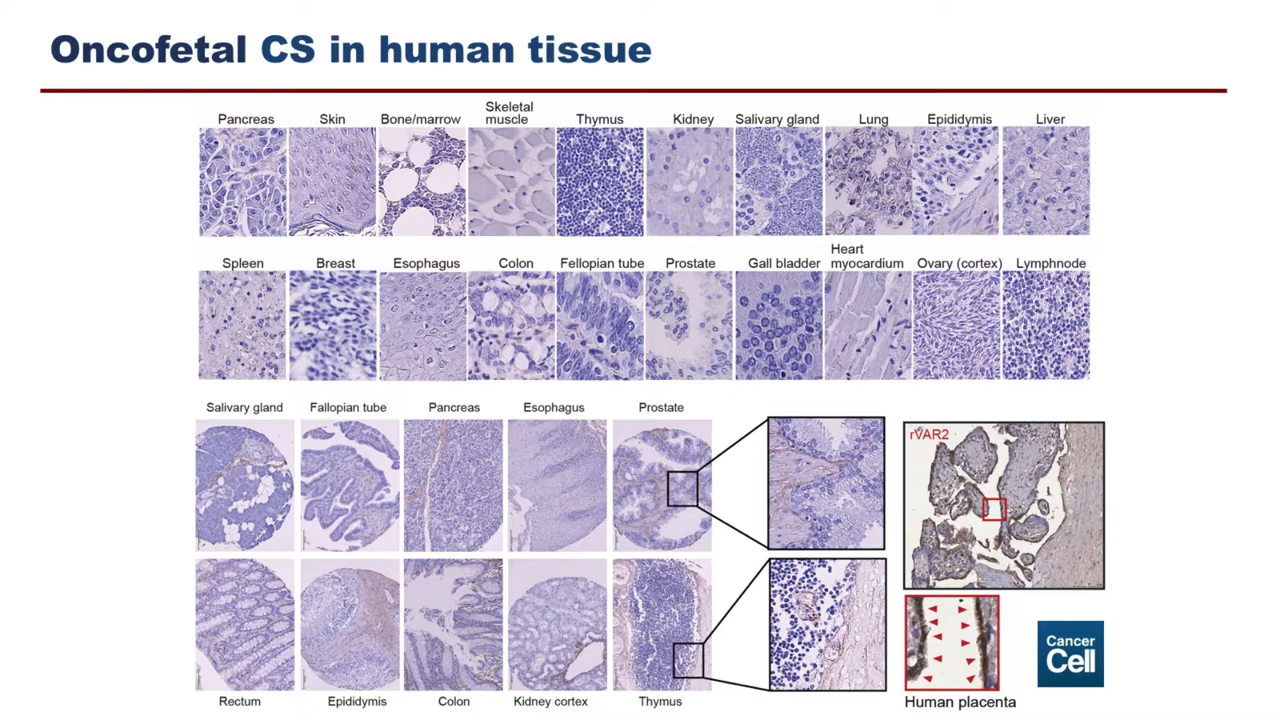 Oncofetal CS in human tissue
Pancreas Skin Bone/marrow Skeletal muscle Thymus Kidney Salivary gland Lung Epididymis Liver
Spleen Breast Esophagus Colon Fellopian tube Prostate Gall bladder Heart myocardium Ovary (cortex) Lymphnode
Salivary gland Fallopian tube Pancreas Esophagus Prostate
rVAR2
Rectum Epididymis Colon Kidney cortex Thymus
Human placenta
Cancer
Cell